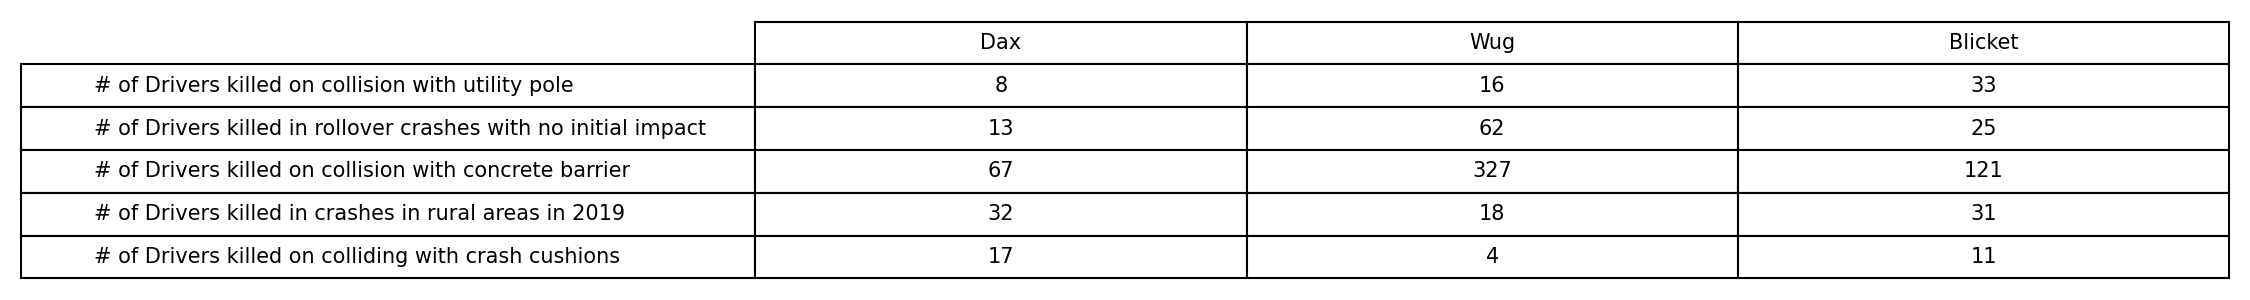 Dax Wug Blicket
# of Drivers killed on collision with utility pole 8 16 33
# of Drivers killed in rollover crashes with no initial impact 13 62 25
# of Drivers killed on collision with concrete barrier 67 327 121
# of Drivers killed in crashes in rural areas in 2019 32 18 31
# of Drivers killed on colliding with crash cushions 17 4 11